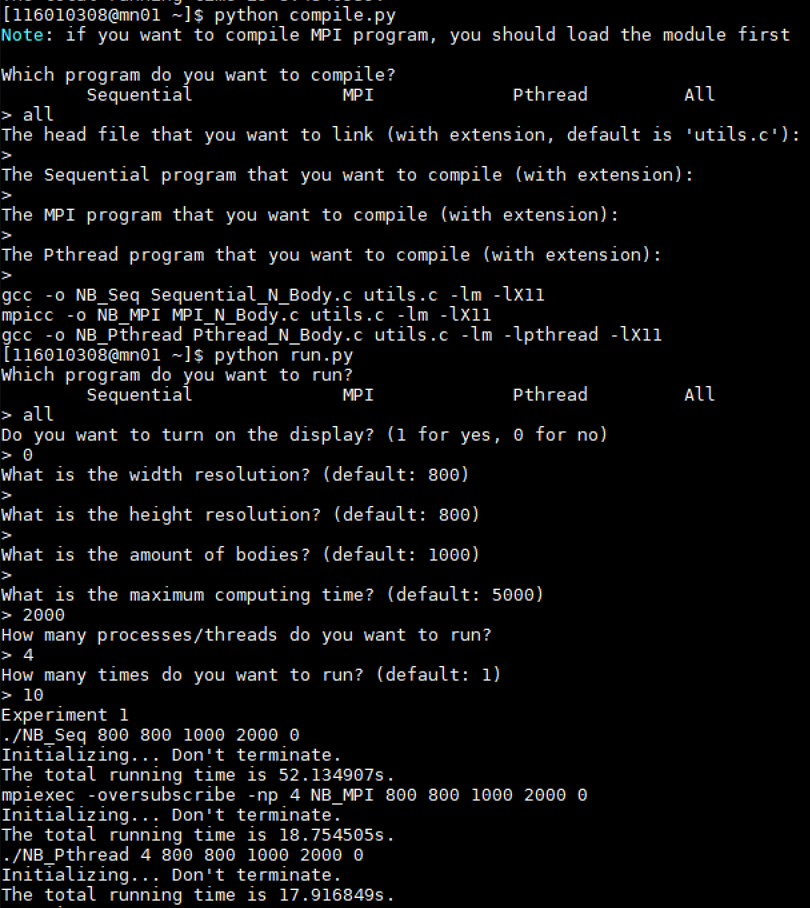 [116010308@mn01 ~]$ python compile.py
Note: if you want to compile MPI program, you should load the module first
Which program do you want to compile?
Sequential MPI Pthread All
> all
The head file that you want to link (with extension, default is 'utils.c'):
>
The Sequential program that you want to compile (with extension):
>
The MPI program that you want to compile (with extension):
>
The Pthread program that you want to compile (with extension):
>
gcc -o NB_Seq Sequential_N_Body.c utils.c -lm -lX11
mpicc -o NB_MPI MPI_N_Body.c utils.c -lm -lX11
gcc -o NB_Pthread Pthread_N_Body.c utils.c -lm -lpthread -lX11
[116010308@mn01 ~]$ python run.py
Which program do you want to run?
Sequential MPI Pthread All
> all
Do you want to turn on the display? (1 for yes, 0 for no)
> 0
What is the width resolution? (default: 800)
>
What is the height resolution? (default: 800)
>
What is the amount of bodies? (default: 1000)
>
What is the maximum computing time? (default: 5000)
> 2000
How many processes/threads do you want to run?
> 4
How many times do you want to run? (default: 1)
> 10
Experiment 1
./NB_Seq 800 800 1000 2000 0
Initializing... Don't terminate.
The total running time is 52.134907s.
mpiexec -oversubscribe -np 4 NB_MPI 800 800 1000 2000 0
Initializing... Don't terminate.
The total running time is 18.754505s.
./NB_Pthread 4 800 800 1000 2000 0
Initializing... Don't terminate.
The total running time is 17.916849s.